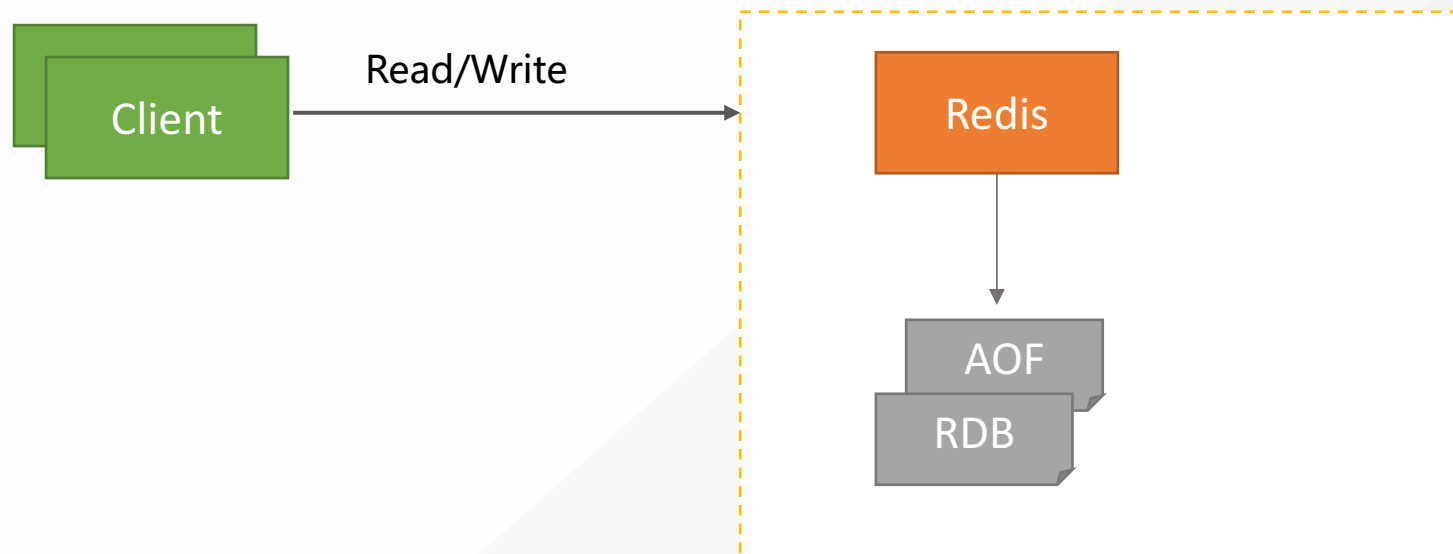 Read/Write
Client
Redis
AOF
RDB